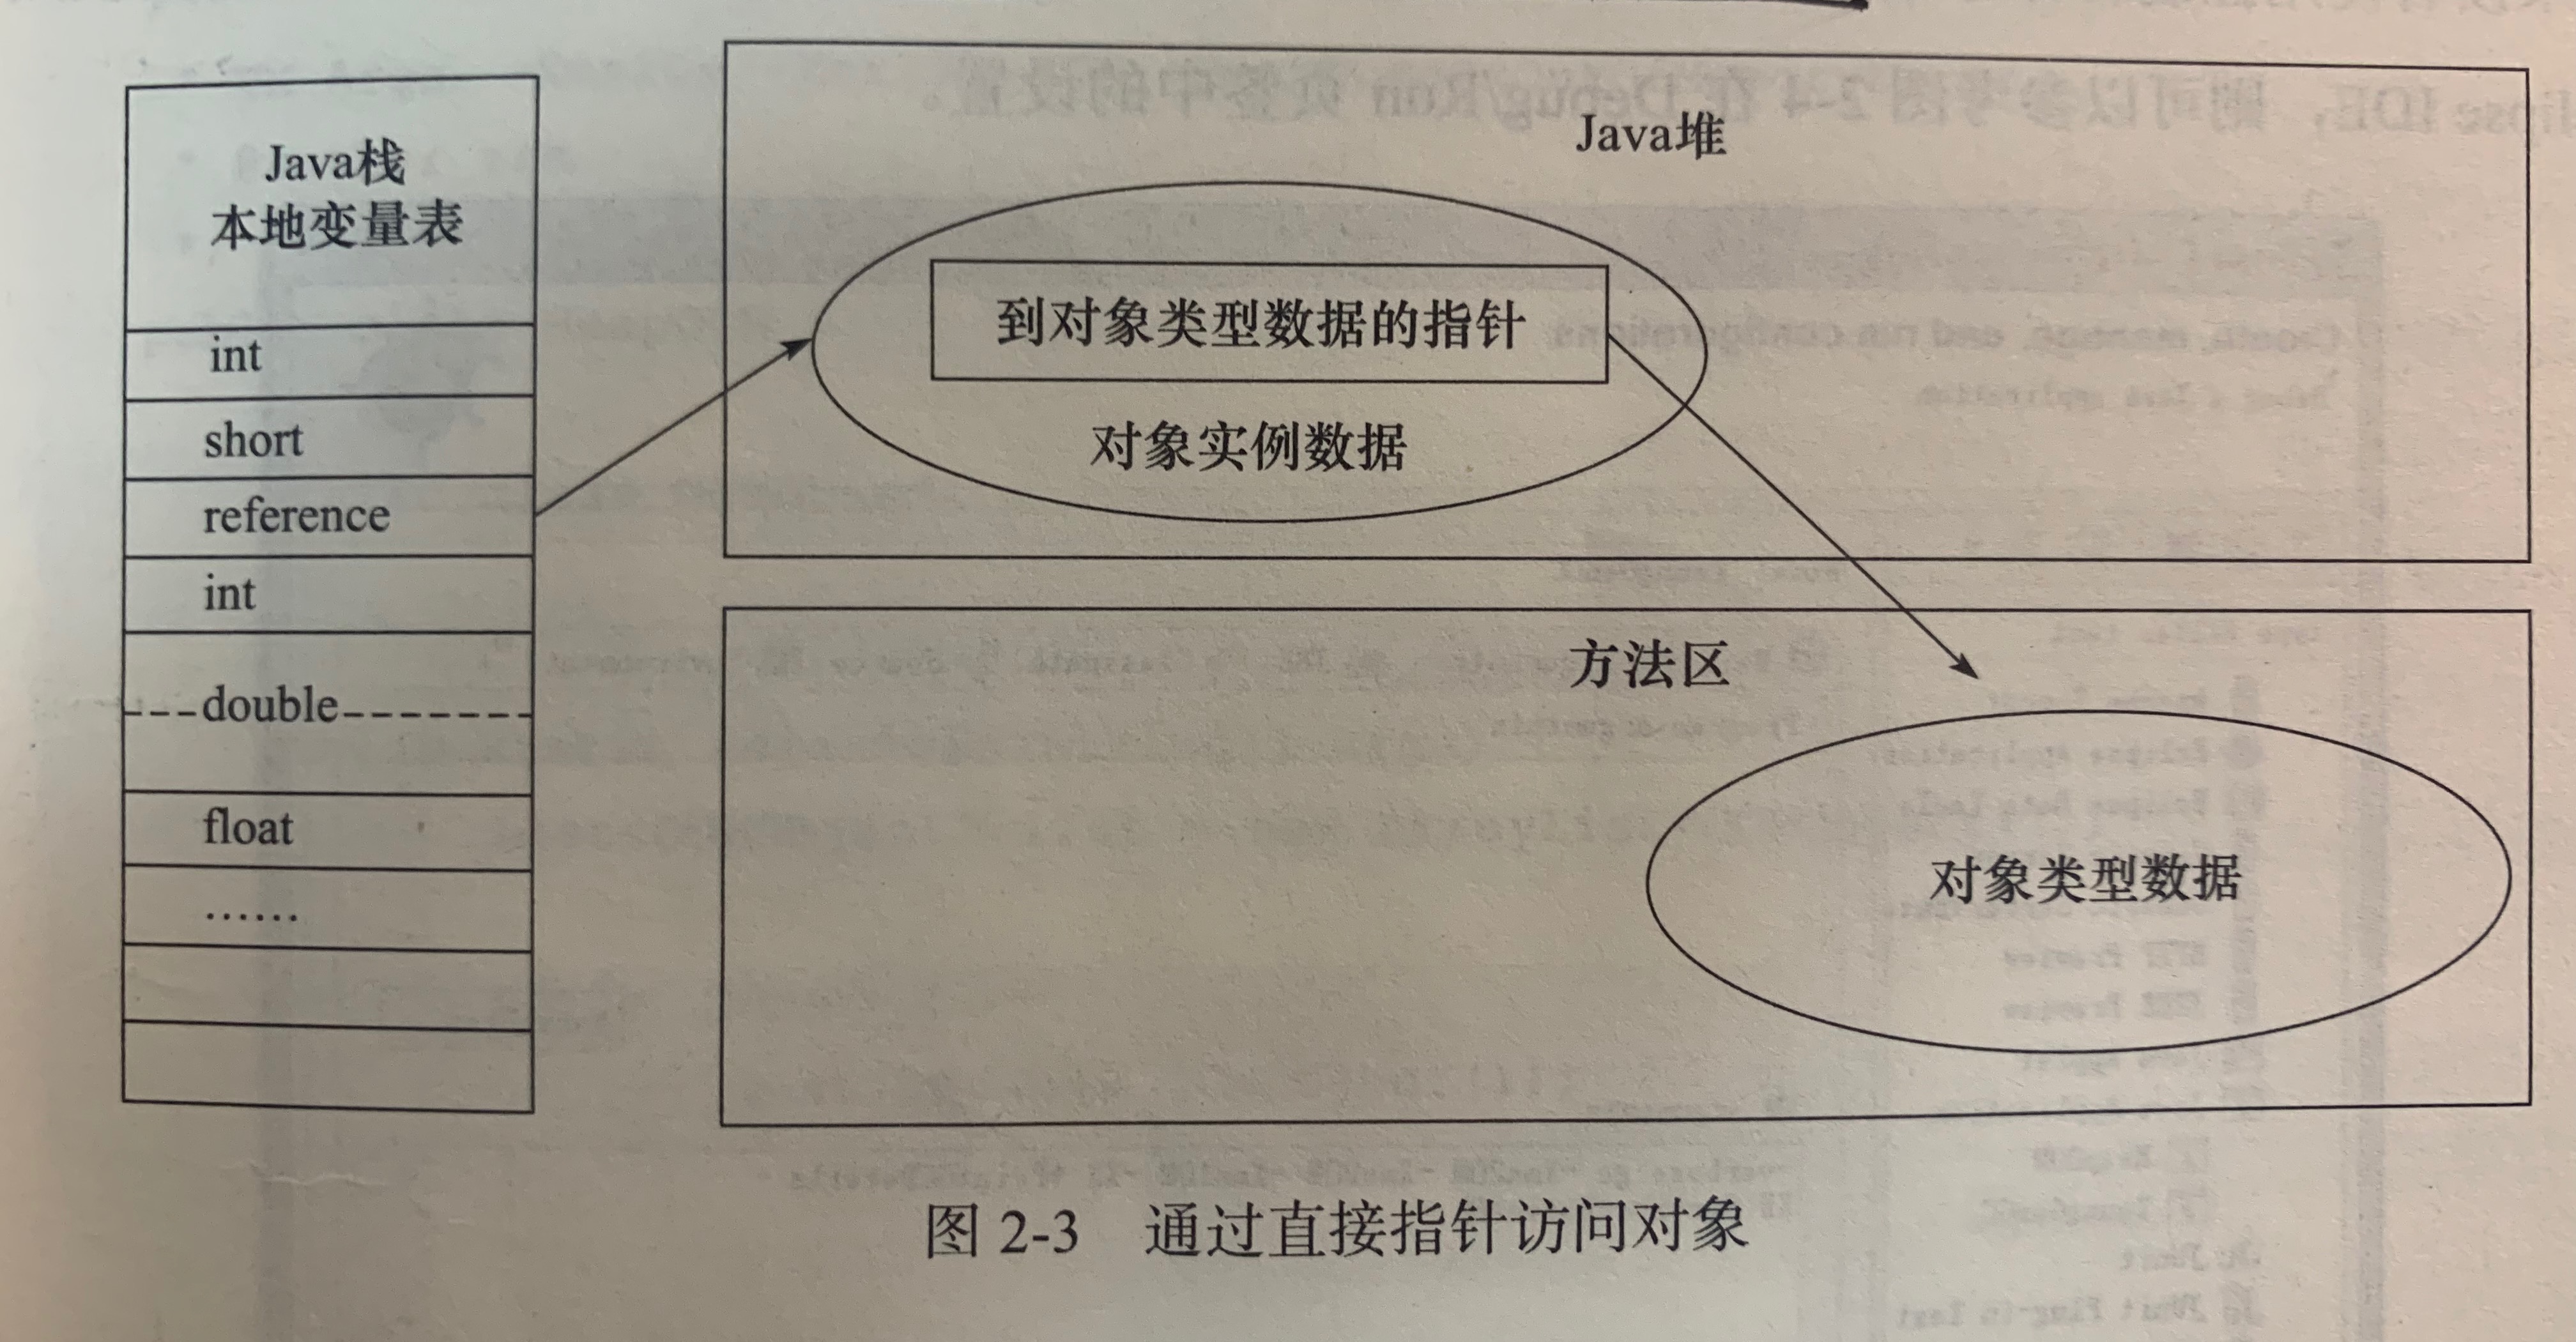 Java栈
本地变量表
int
short
reference
int
double
float
……
Java堆
到对象类型数据的指针
对象实例数据
方法区
对象类型数据
图 2-3 通过直接指针访问对象